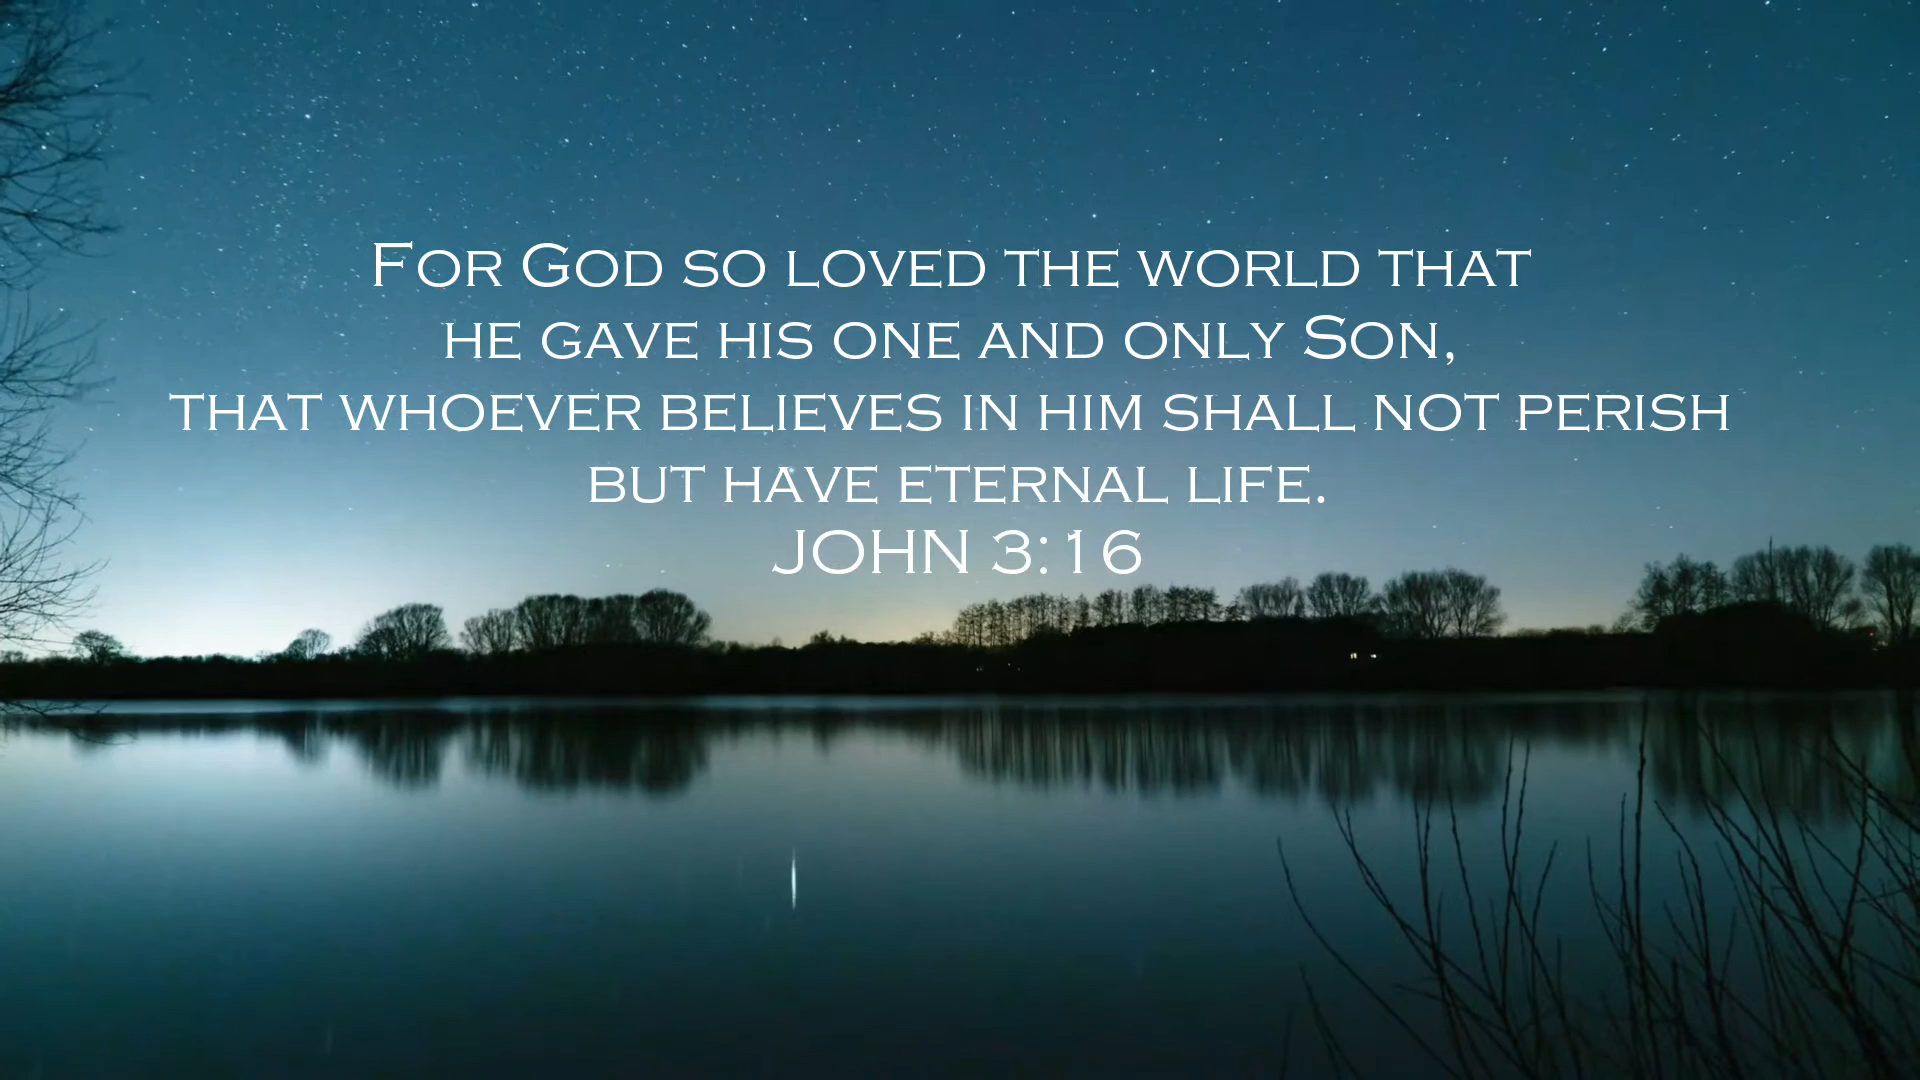 For God so loved the world that
he gave his one and only Son,
that whoever believes in him shall not perish
but have eternal life.
JOHN 3:16